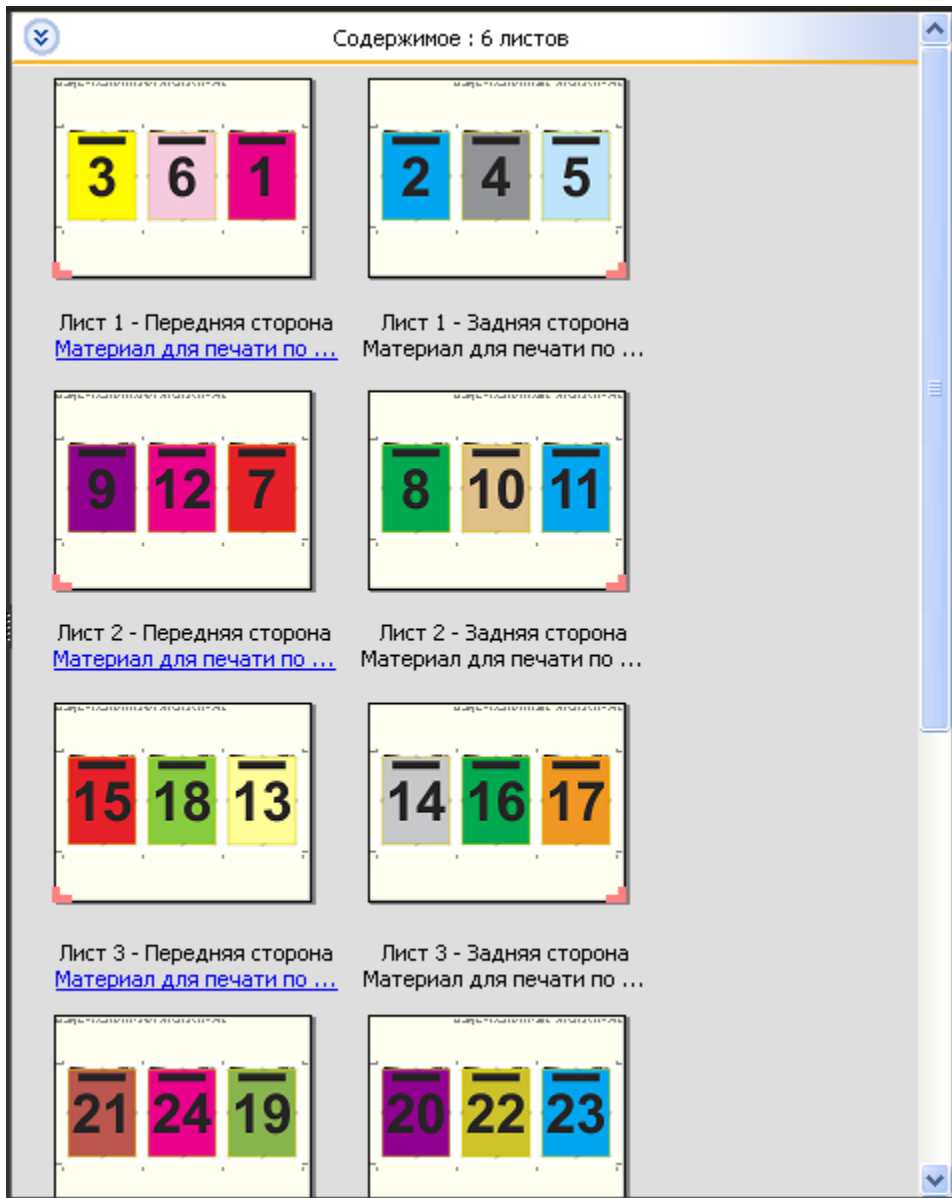 Содержимое : 6 листов
3 6 1
2 4 5
Лист 1 - Передняя сторона
Материал для печати по ...
Лист 1 - Задняя сторона
Материал для печати по ...
9 12 7
8 10 11
Лист 2 - Передняя сторона
Материал для печати по ...
Лист 2 - Задняя сторона
Материал для печати по ...
15 18 13
14 16 17
Лист 3 - Передняя сторона
Материал для печати по ...
Лист 3 - Задняя сторона
Материал для печати по ...
21 24 19
20 22 23